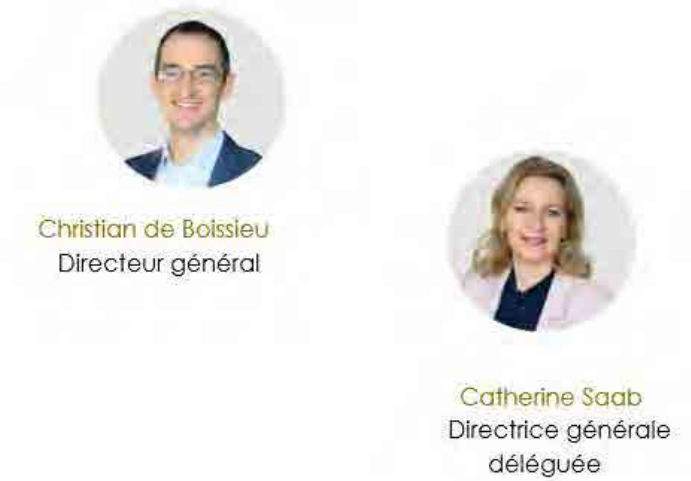 Christian de Boissieu
Directeur général
Catherine Saab
Directrice générale
déléguée